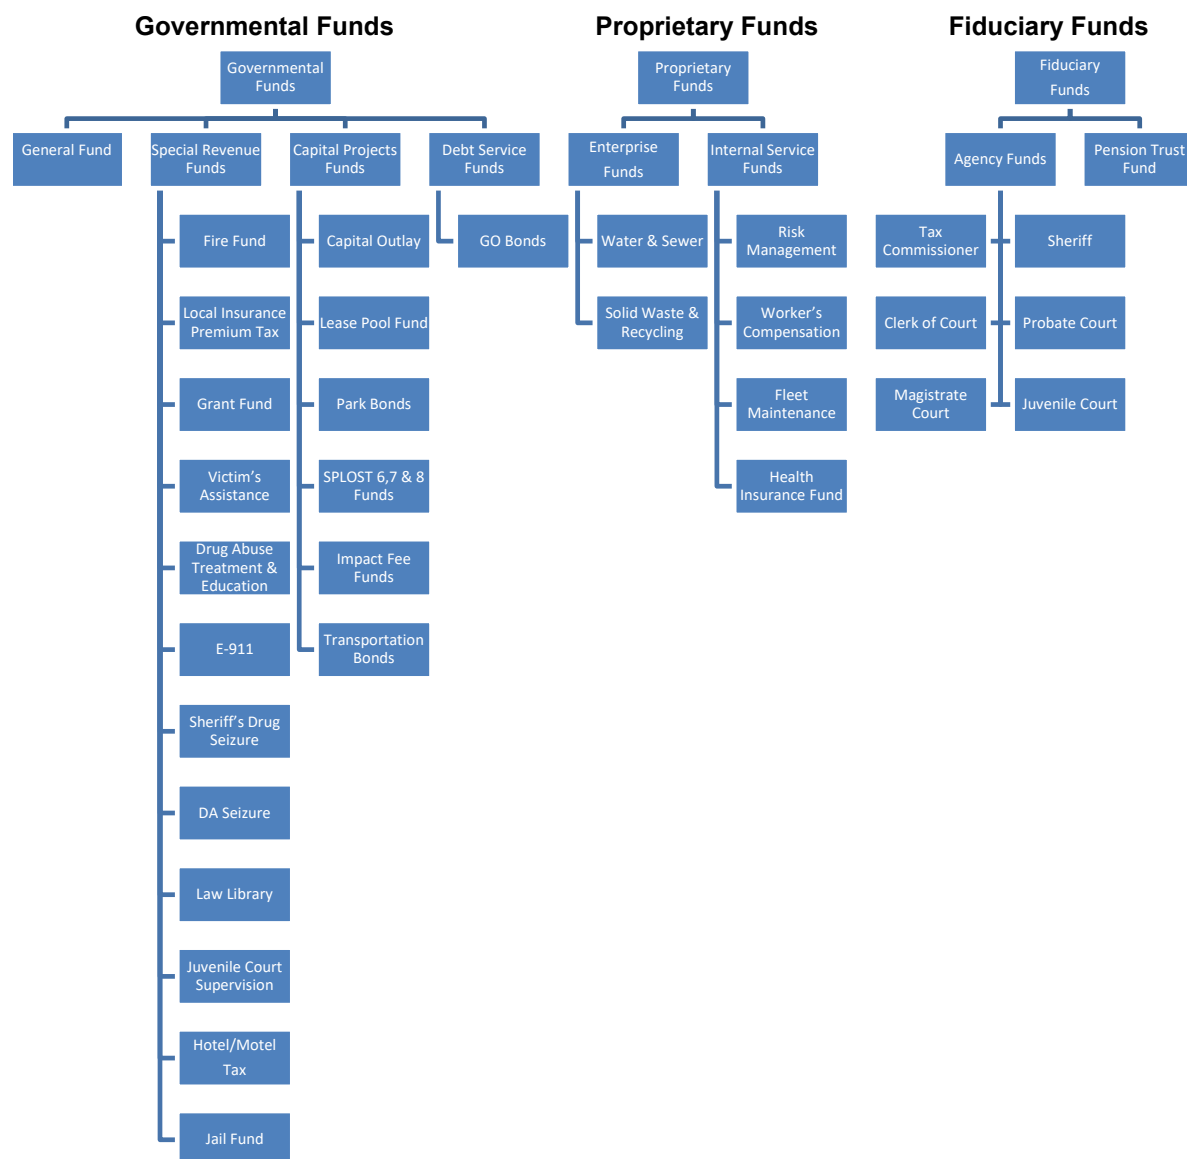 Governmental Funds
Proprietary Funds
Fiduciary Funds
Governmental
Funds
General Fund
Special Revenue
Funds
Fire Fund
Local Insurance
Premium Tax
Grant Fund
Victim’s
Assistance
Drug Abuse
Treatment &
Education
E-911
Sheriff’s Drug
Seizure
DA Seizure
Law Library
Juvenile Court
Supervision
Hotel/Motel
Tax
Jail Fund
Capital Projects
Funds
Capital Outlay
Lease Pool Fund
Park Bonds
SPLOST 6,7 & 8
Funds
Impact Fee
Funds
Transportation
Bonds
Debt Service
Funds
GO Bonds
Proprietary
Funds
Enterprise
Funds
Water & Sewer
Solid Waste &
Recycling
Internal Service
Funds
Risk
Management
Worker’s
Compensation
Fleet
Maintenance
Health
Insurance Fund
Fiduciary
Funds
Agency Funds
Tax
Commissioner
Sheriff
Clerk of Court
Probate Court
Magistrate
Court
Juvenile Court
Pension Trust
Fund